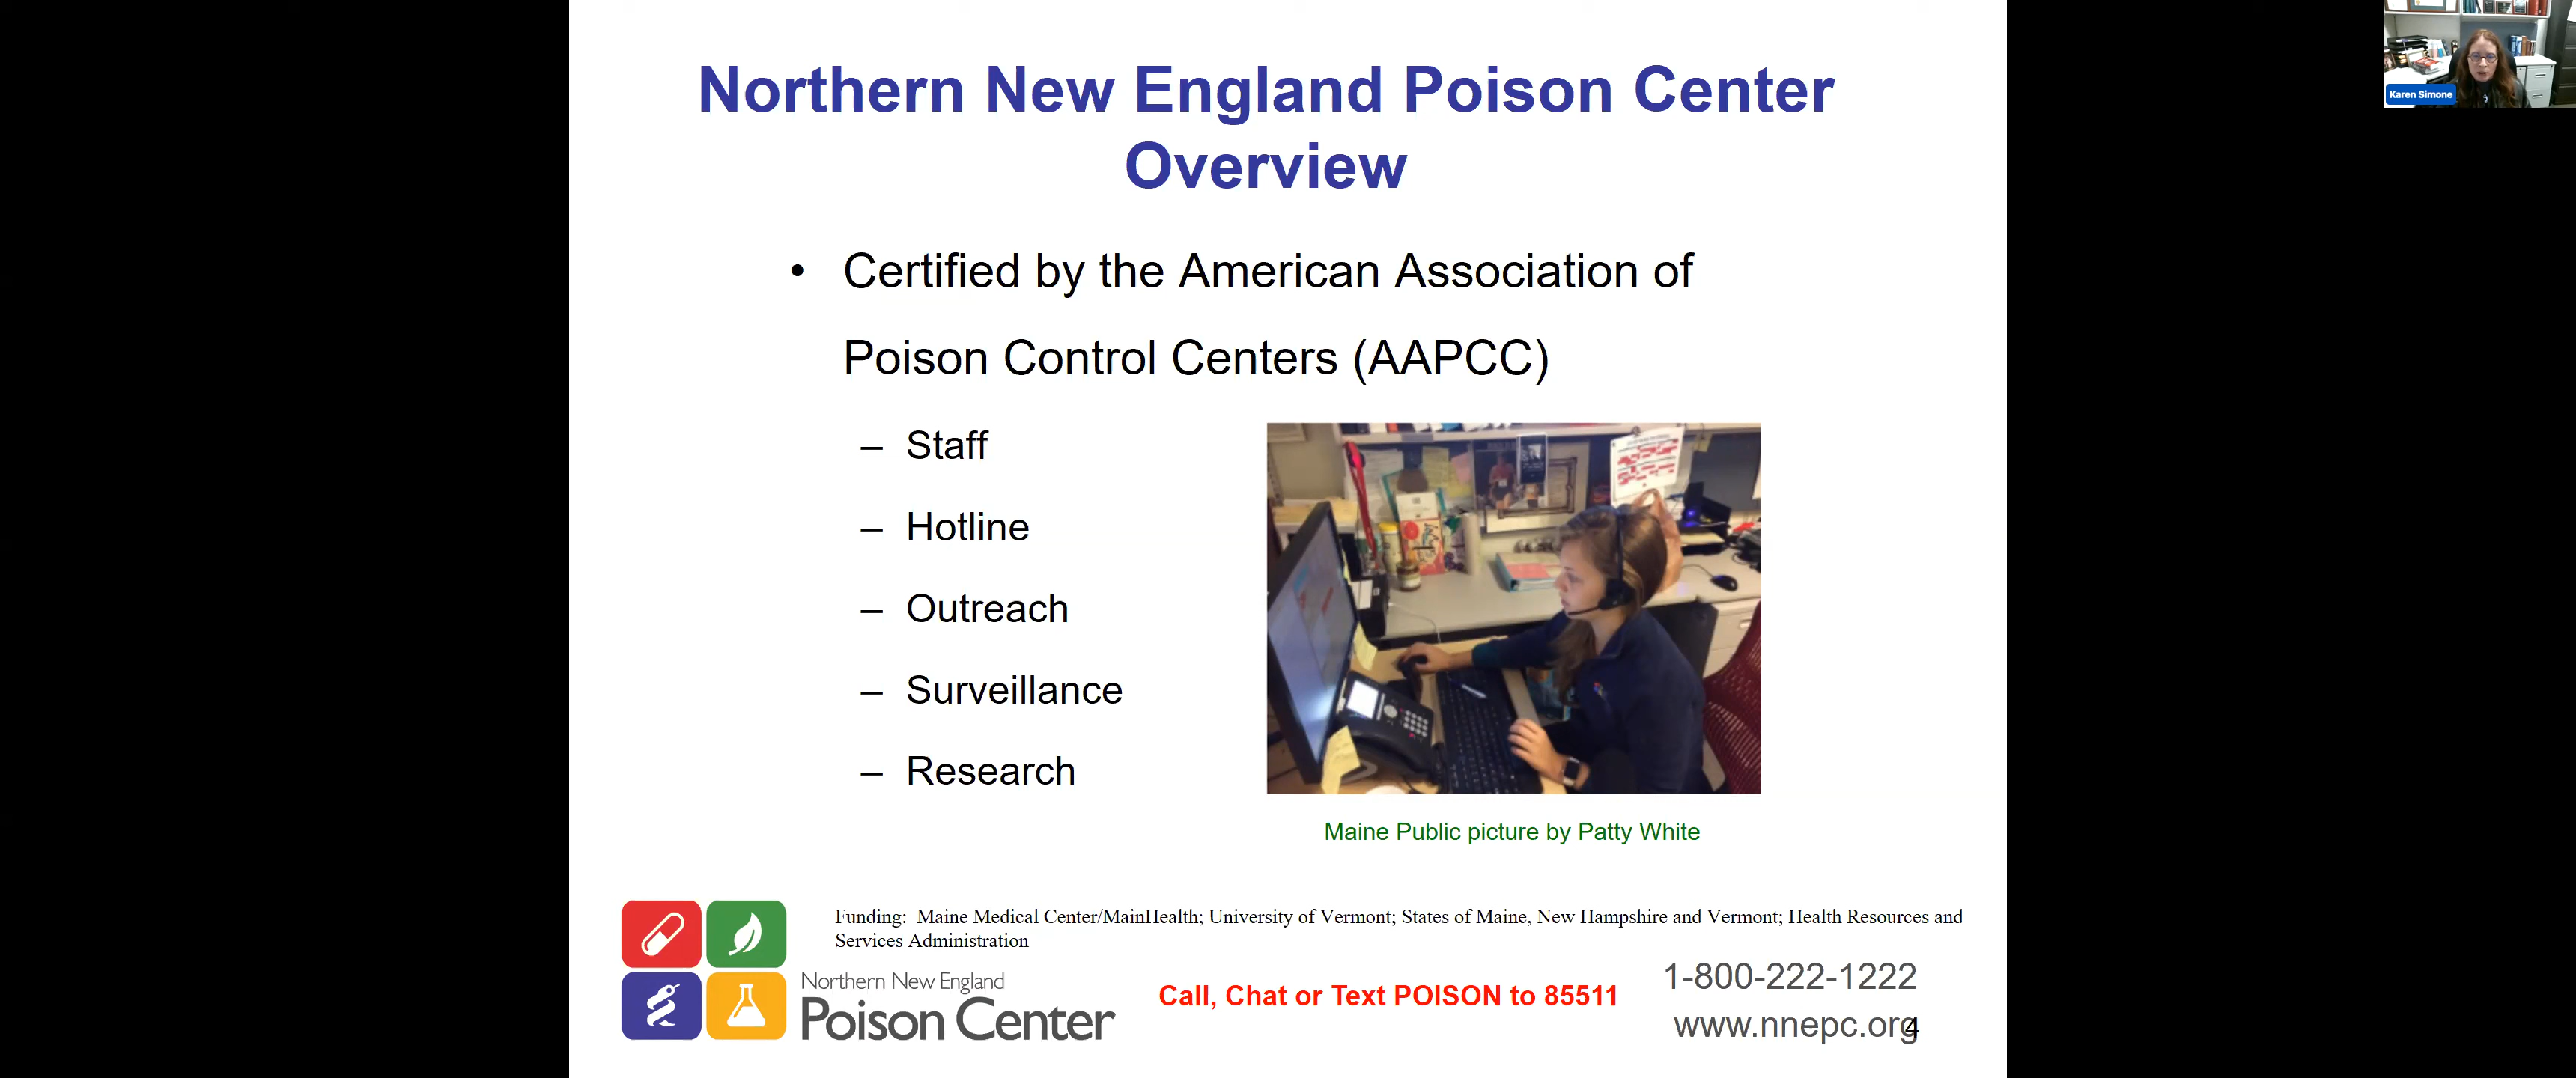 Northern New England Poison Center
Overview
• Certified by the American Association of
Poison Control Centers (AAPCC)
– Staff
– Hotline
– Outreach
– Surveillance
– Research
Maine Public picture by Patty White
Funding: Maine Medical Center/MainHealth; University of Vermont; States of Maine, New Hampshire and Vermont; Health Resources and
Services Administration
Northern New England
Poison Center
Call, Chat or Text POISON to 85511
1-800-222-1222
www.nnepc.org
4
Karen Simone